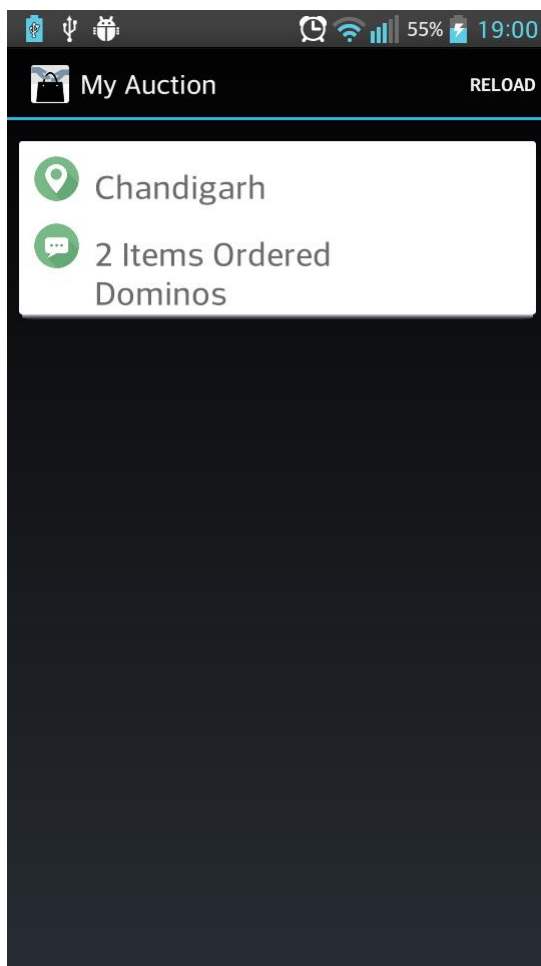 55% 19:00
My Auction RELOAD
Chandigarh
2 Items Ordered
Dominos